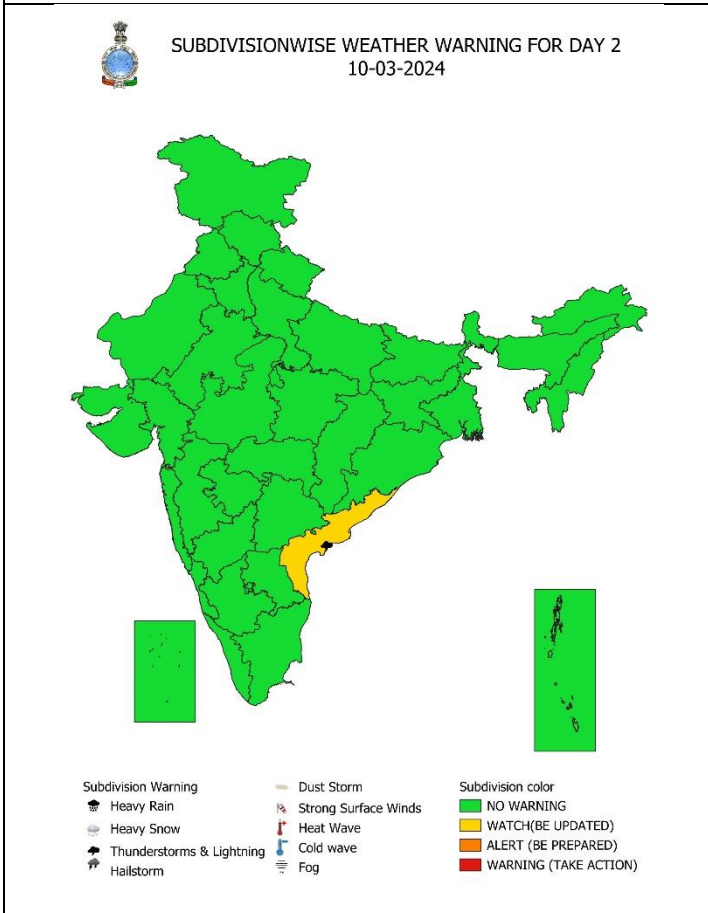 SUBDIVISIONWISE WEATHER WARNING FOR DAY 2
10-03-2024
Subdivision Warning
Heavy Rain
Heavy Snow
Thunderstorms & Lightning
Hailstorm
Dust Storm
Strong Surface Winds
Heat Wave
Cold wave
Fog
Subdivision color
NO WARNING
WATCH(BE UPDATED)
ALERT (BE PREPARED)
WARNING (TAKE ACTION)